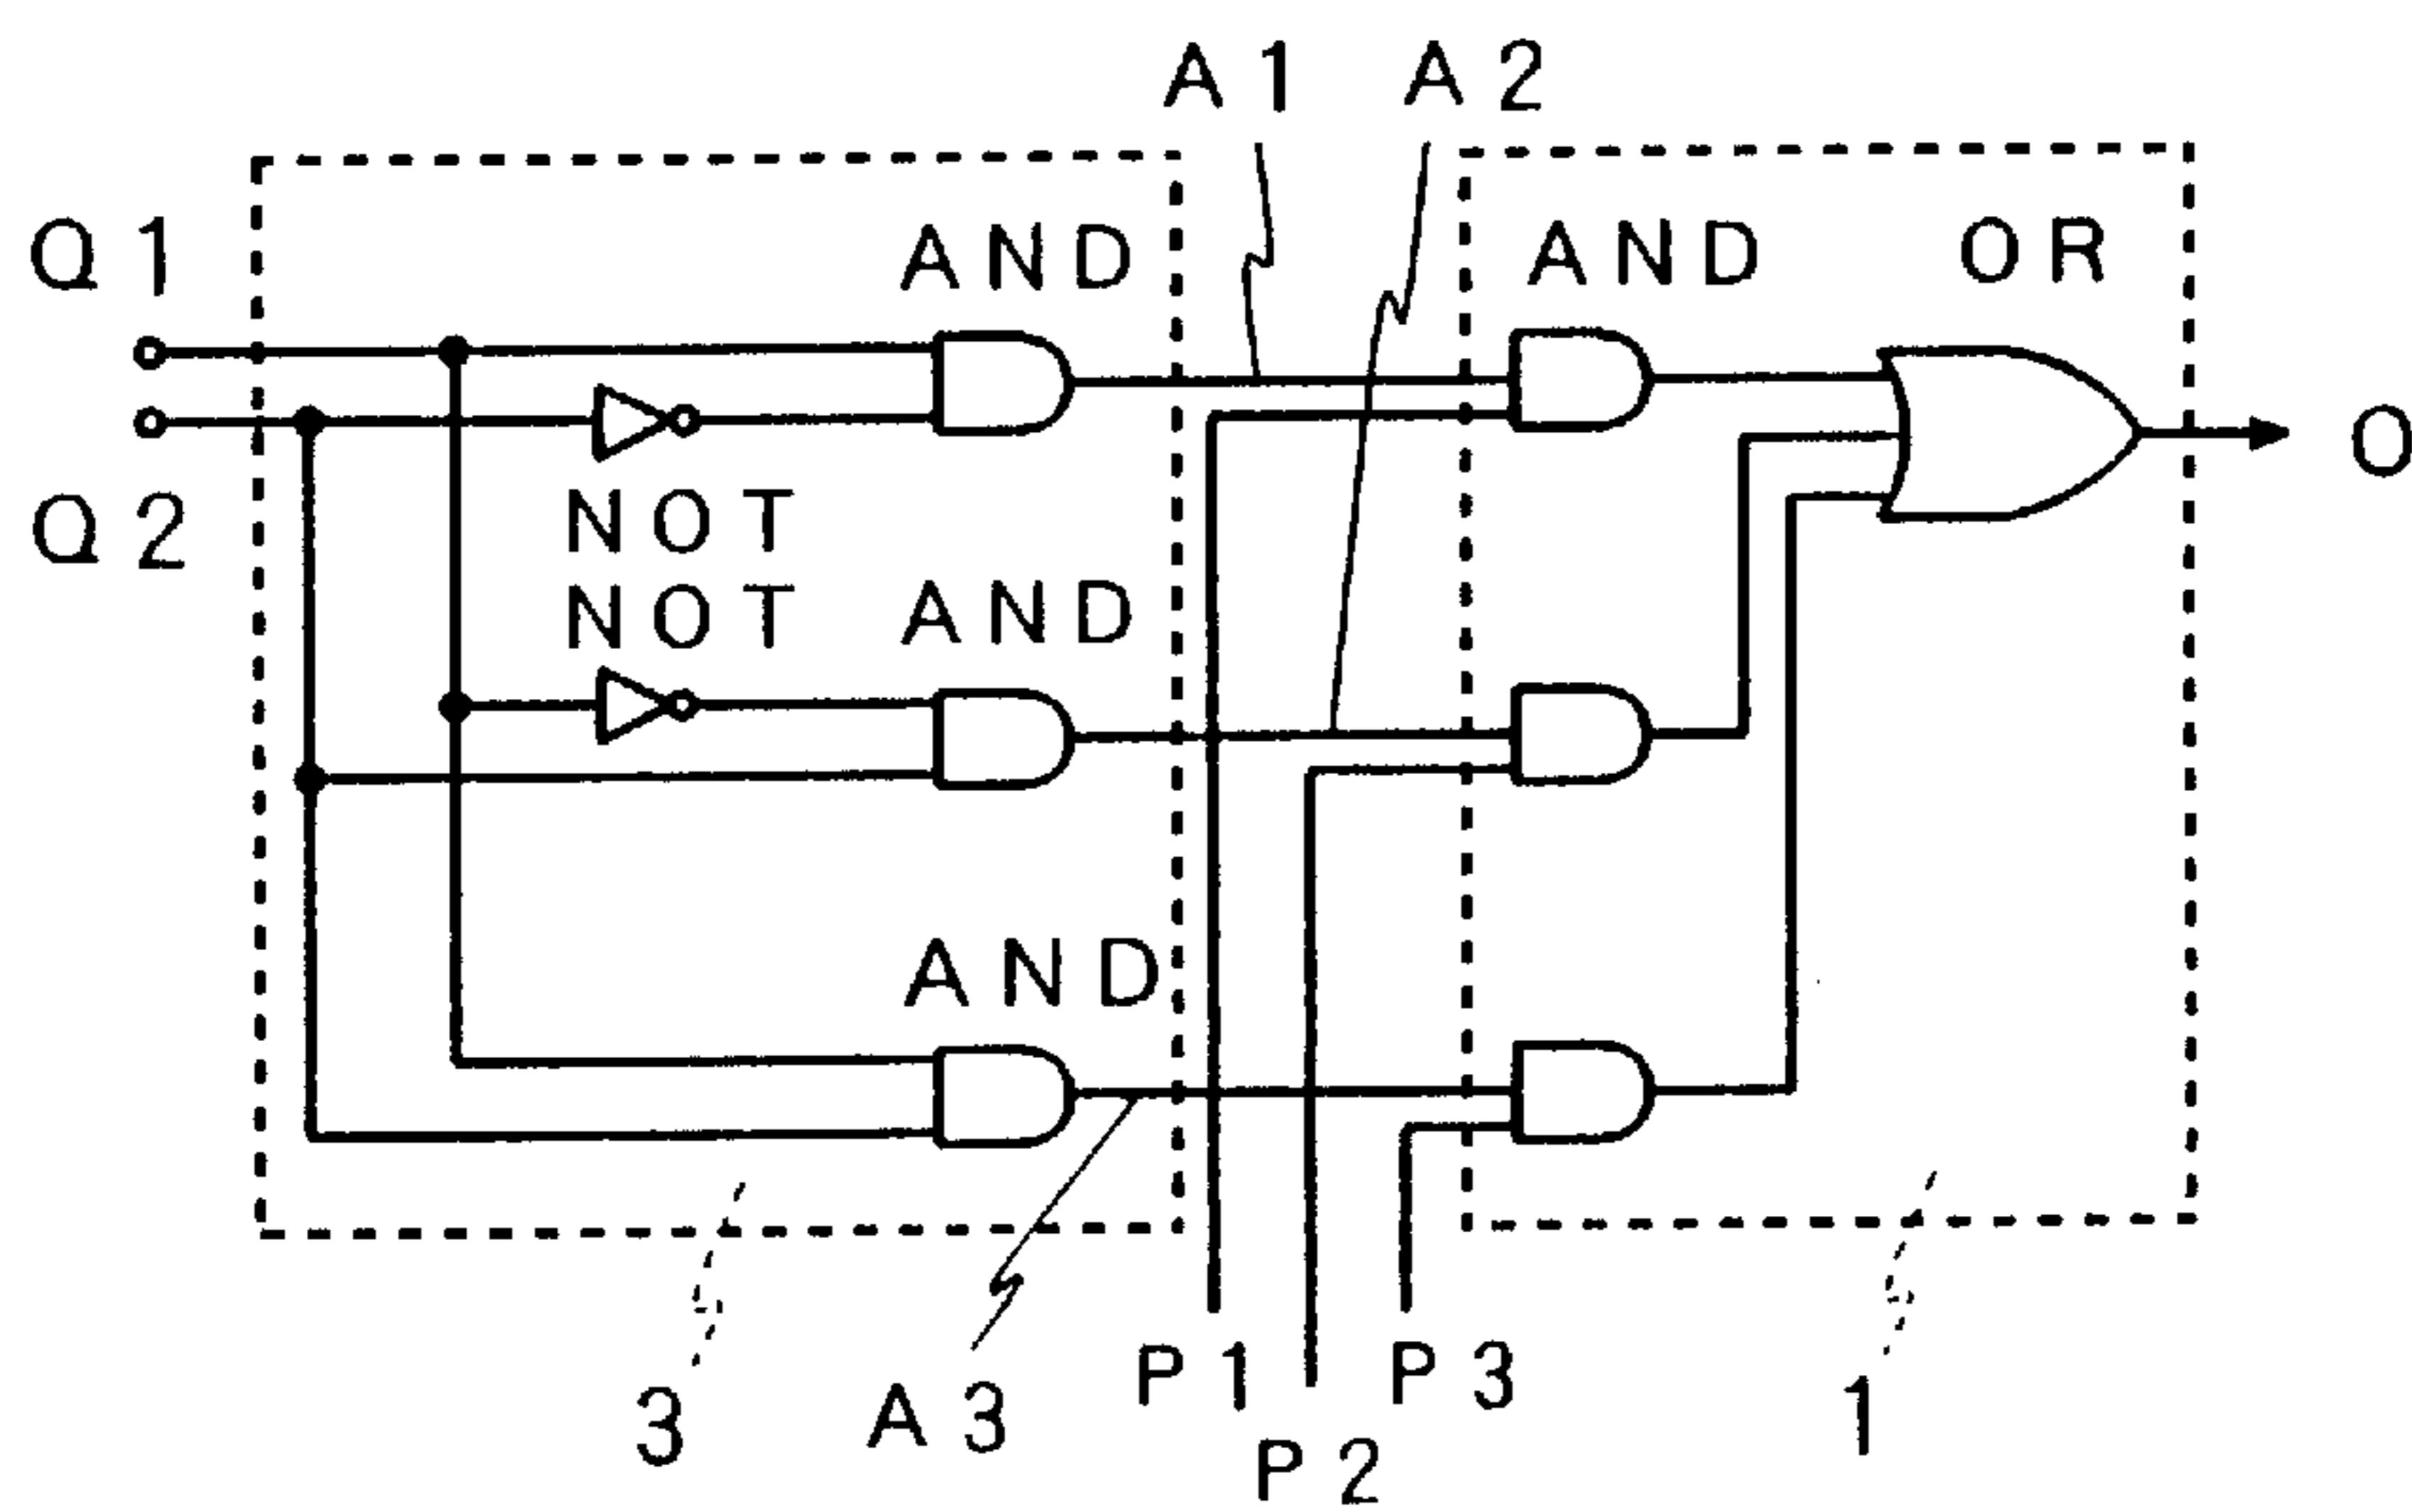 A1 A2
Q1 AND AND OR
O
Q2 NOT
NOT AND
AND
P1 P3
3 A3 1
P2